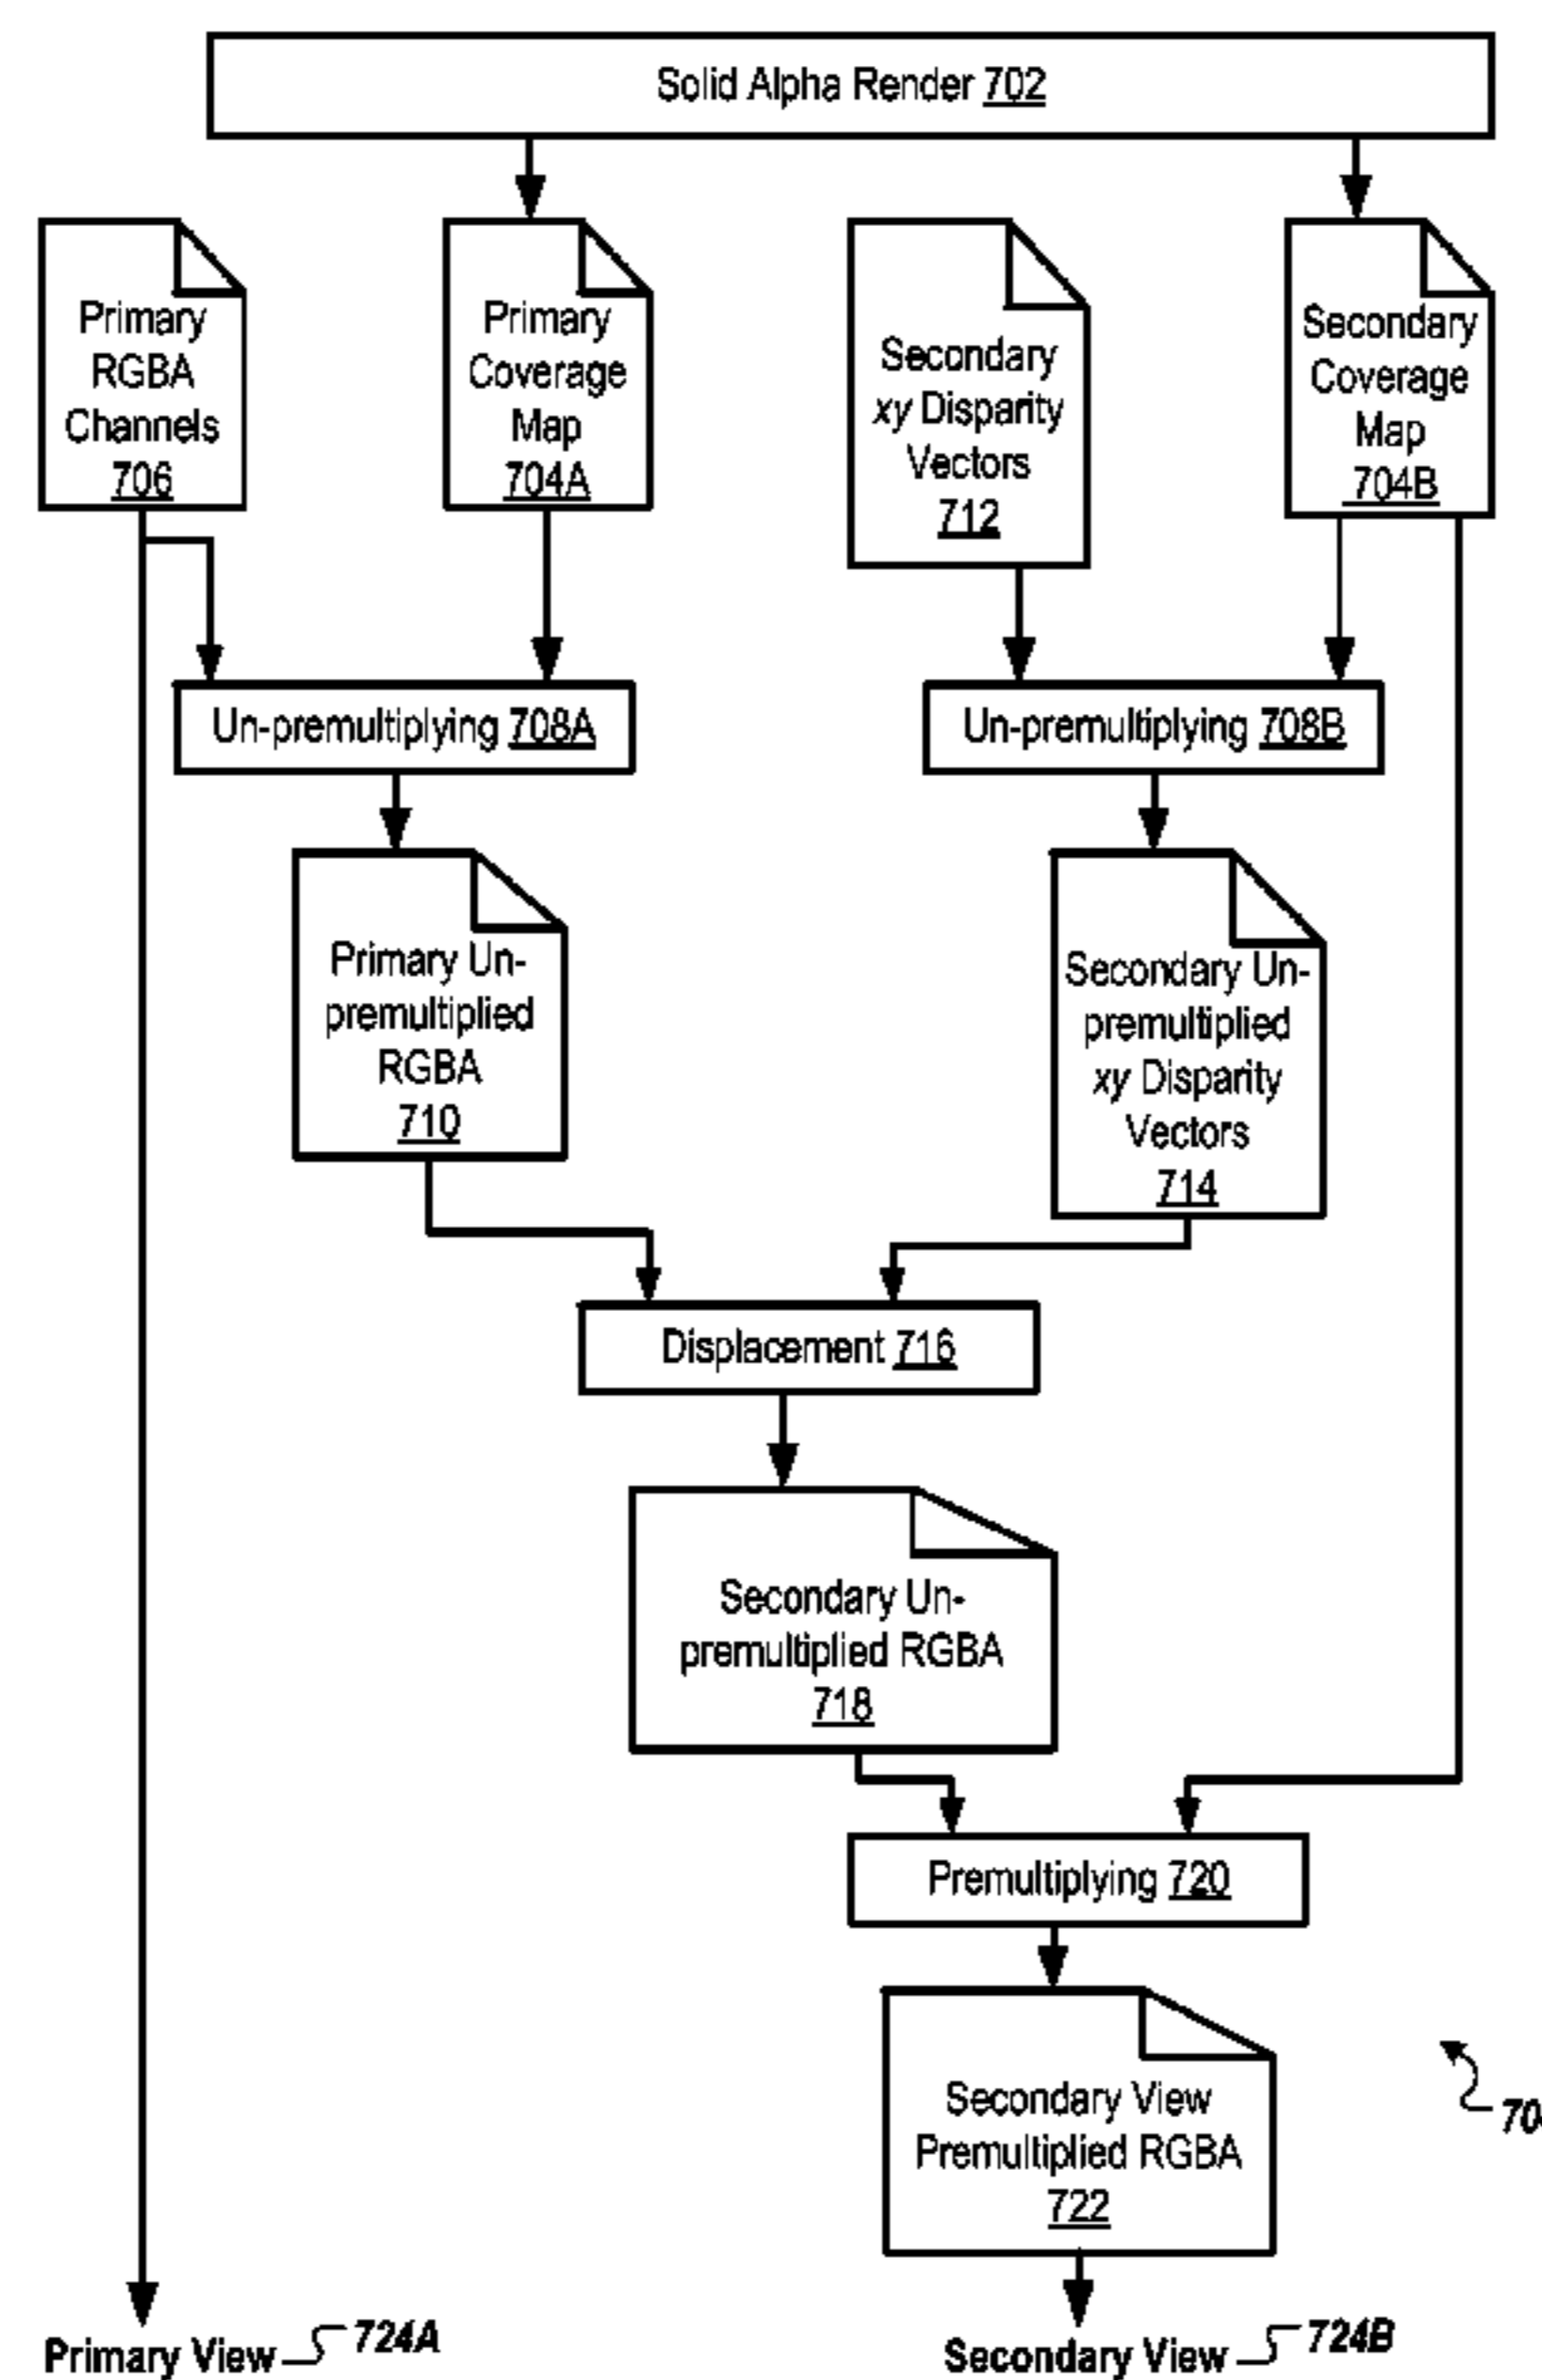 Solid Alpha Render 702
Primary
RGBA
Channels
706
Primary
Coverage
Map
704A
Secondary
xy Disparity
Vectors
712
Secondary
Coverage
Map
704B
Un-premultiplying 708A
Un-premultiplying 708B
Primary Un-
premultiplied
RGBA
710
Secondary Un-
premultiplied
xy Disparity
Vectors
714
Displacement 716
Secondary Un-
premultiplied RGBA
718
Premultiplying 720
Secondary View
Premultiplied RGBA
722
Primary View 724A
Secondary View 724B